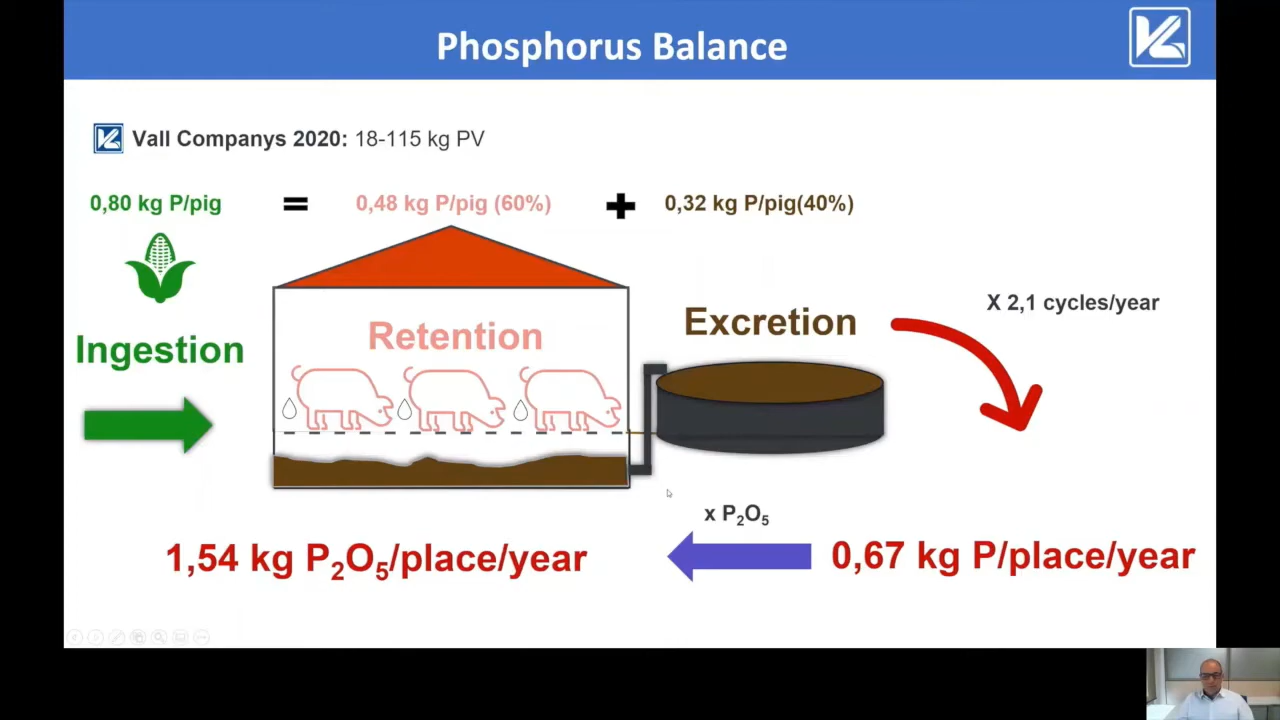 Phosphorus Balance
Vall Companys 2020: 18-115 kg PV
0,80 kg P/pig = 0,48 kg P/pig (60%) + 0,32 kg P/pig(40%)
X 2,1 cycles/year
Excretion
Retention
Ingestion
x P₂O₅
1,54 kg P₂O₅/place/year
0,67 kg P/place/year